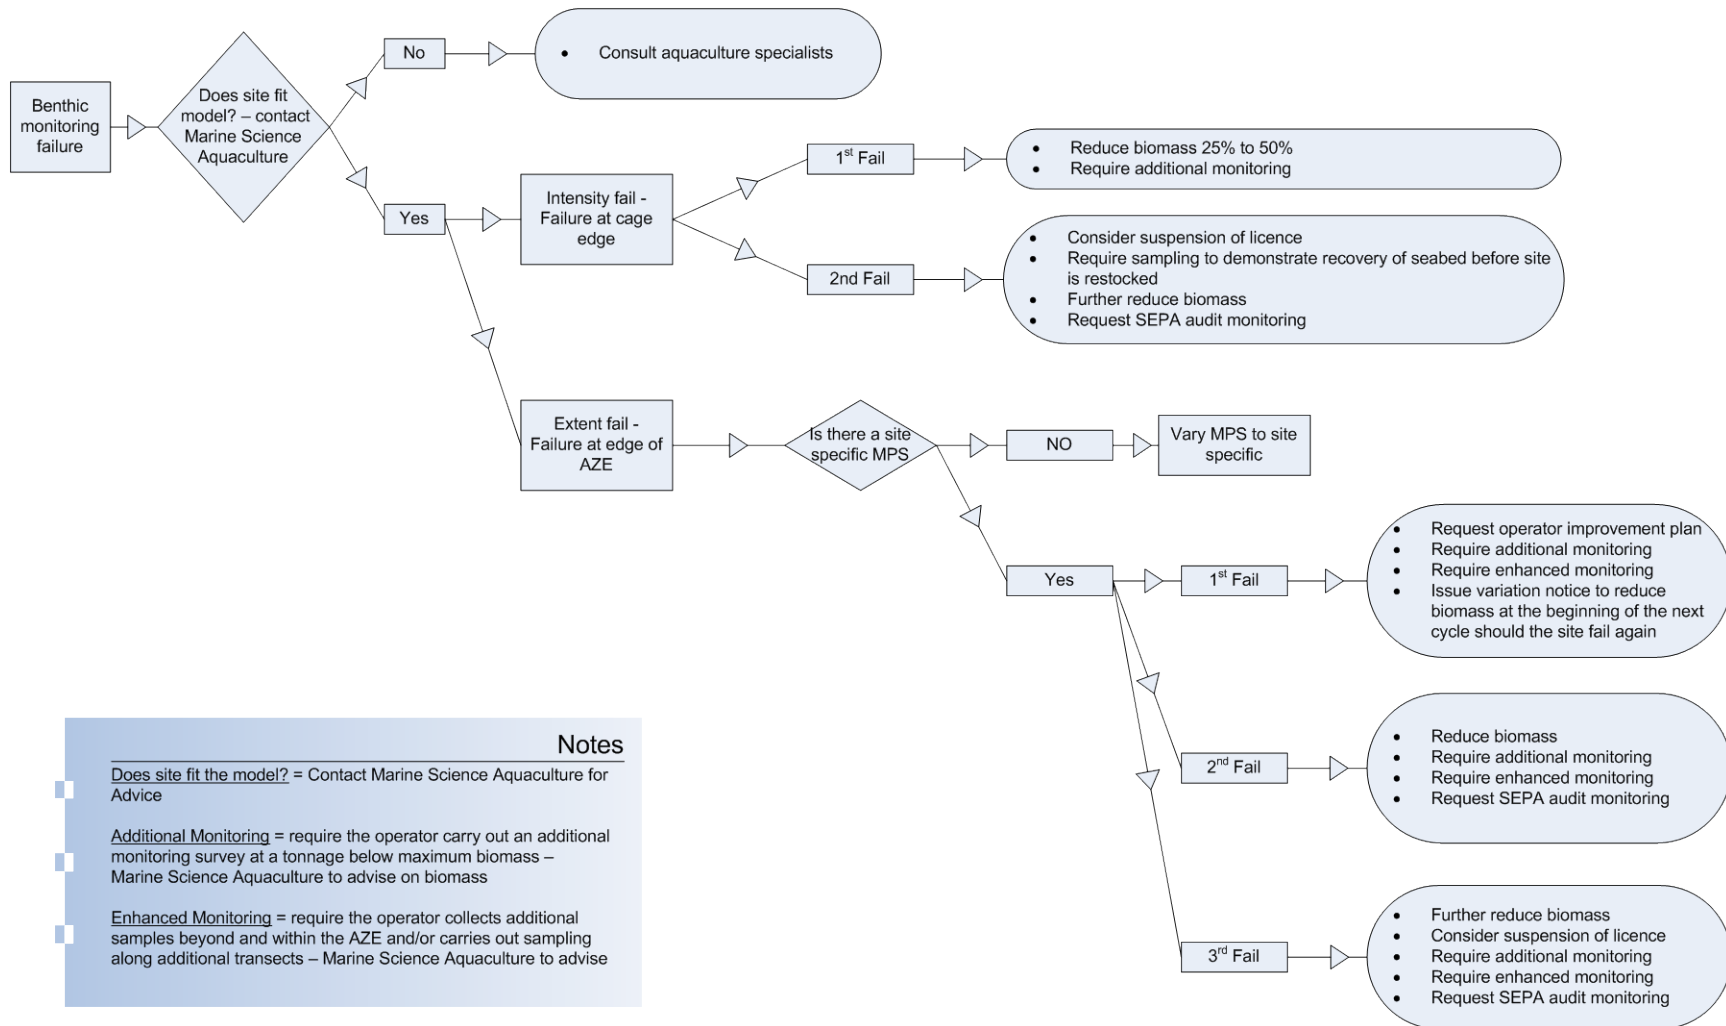 Benthic
monitoring
failure
Does site fit
model? – contact
Marine Science
Aquaculture
No
• Consult aquaculture specialists
Yes
Intensity fail -
Failure at cage
edge
1st Fail
• Reduce biomass 25% to 50%
• Require additional monitoring
2nd Fail
• Consider suspension of licence
• Require sampling to demonstrate recovery of seabed before site
is restocked
• Further reduce biomass
• Request SEPA audit monitoring
Extent fail -
Failure at edge of
AZE
Is there a site
specific MPS
NO
Vary MPS to site
specific
Yes
1st Fail
• Request operator improvement plan
• Require additional monitoring
• Require enhanced monitoring
• Issue variation notice to reduce
biomass at the beginning of the next
cycle should the site fail again
2nd Fail
• Reduce biomass
• Require additional monitoring
• Require enhanced monitoring
• Request SEPA audit monitoring
3rd Fail
• Further reduce biomass
• Consider suspension of licence
• Require additional monitoring
• Require enhanced monitoring
• Request SEPA audit monitoring
Notes
Does site fit the model? = Contact Marine Science Aquaculture for
Advice
Additional Monitoring = require the operator carry out an additional
monitoring survey at a tonnage below maximum biomass –
Marine Science Aquaculture to advise on biomass
Enhanced Monitoring = require the operator collects additional
samples beyond and within the AZE and/or carries out sampling
along additional transects – Marine Science Aquaculture to advise